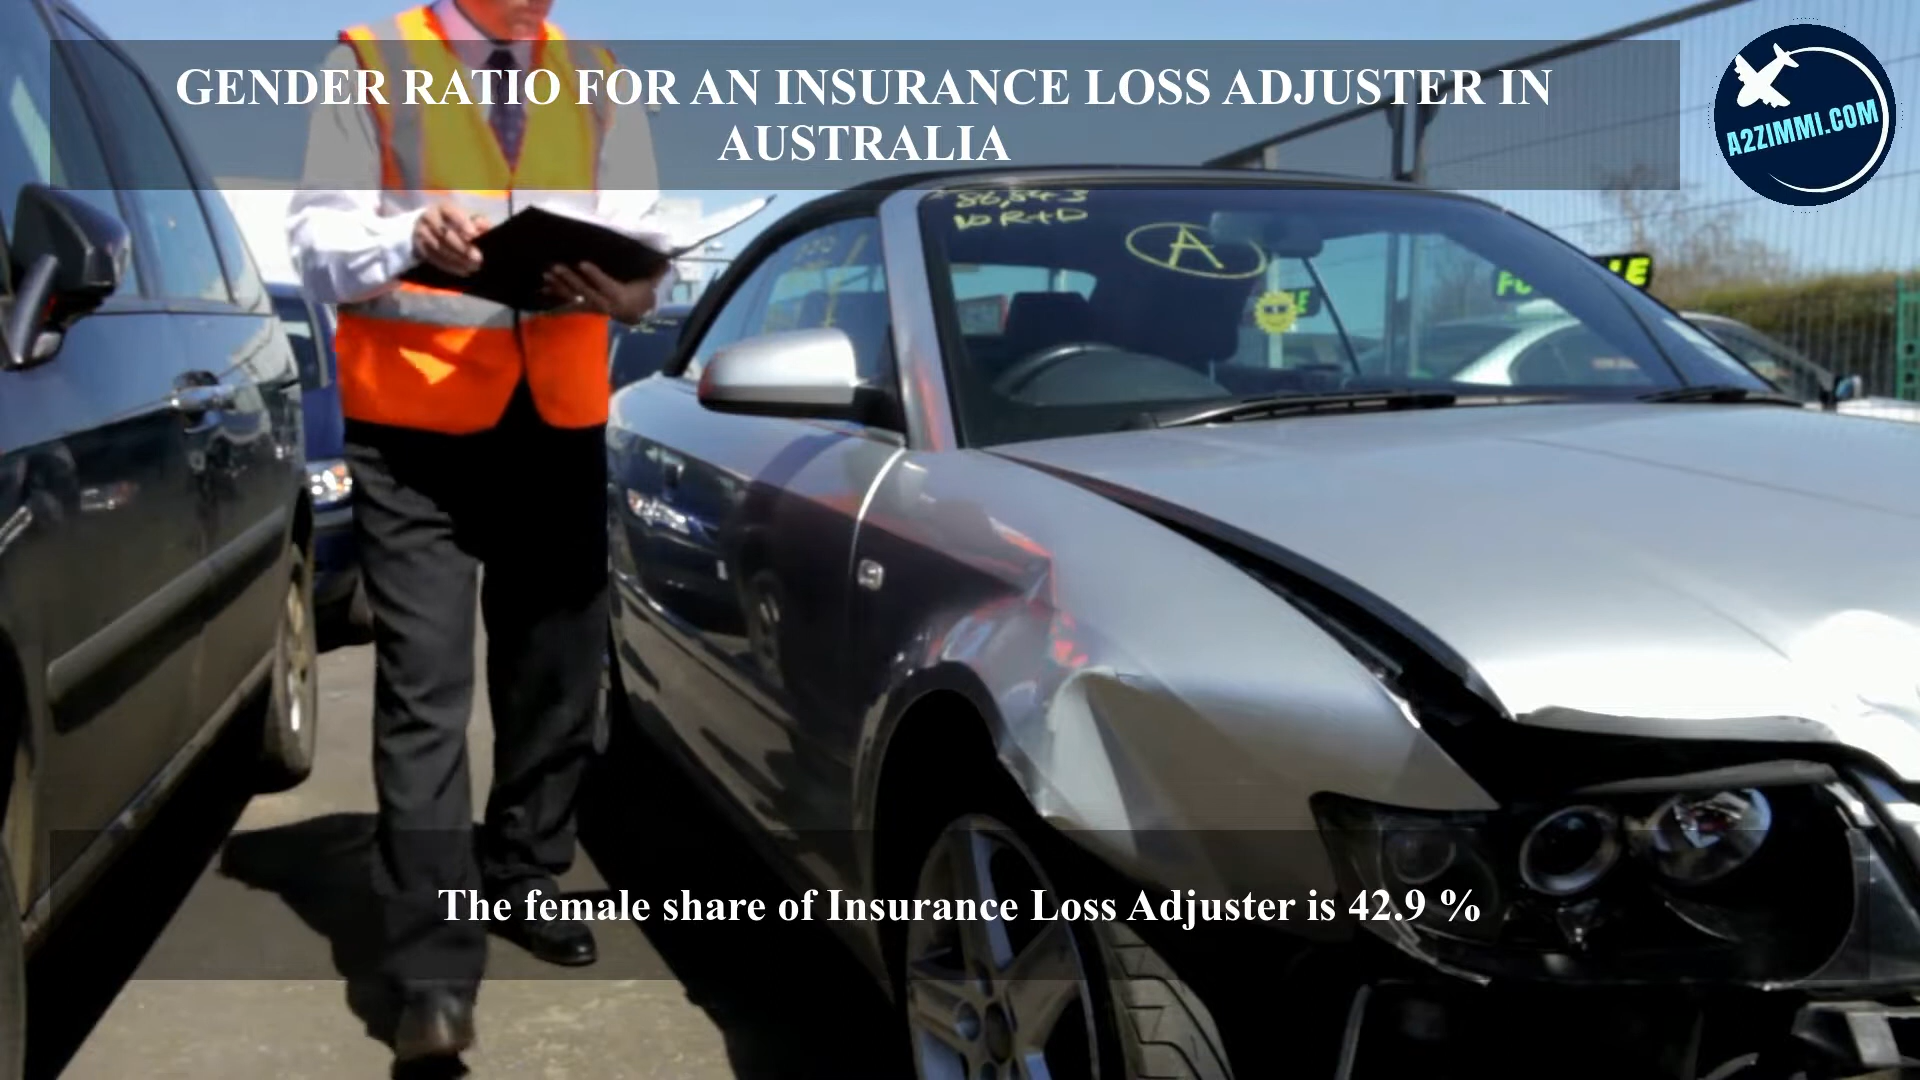 GENDER RATIO FOR AN INSURANCE LOSS ADJUSTER IN
AUSTRALIA
A2ZIMMI.COM
NO R+D
A
The female share of Insurance Loss Adjuster is 42.9 %